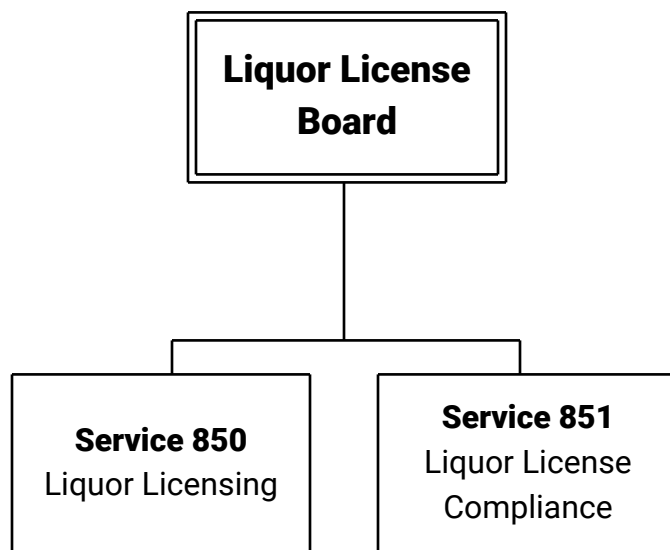 Liquor License
Board
Service 850
Liquor Licensing
Service 851
Liquor License
Compliance